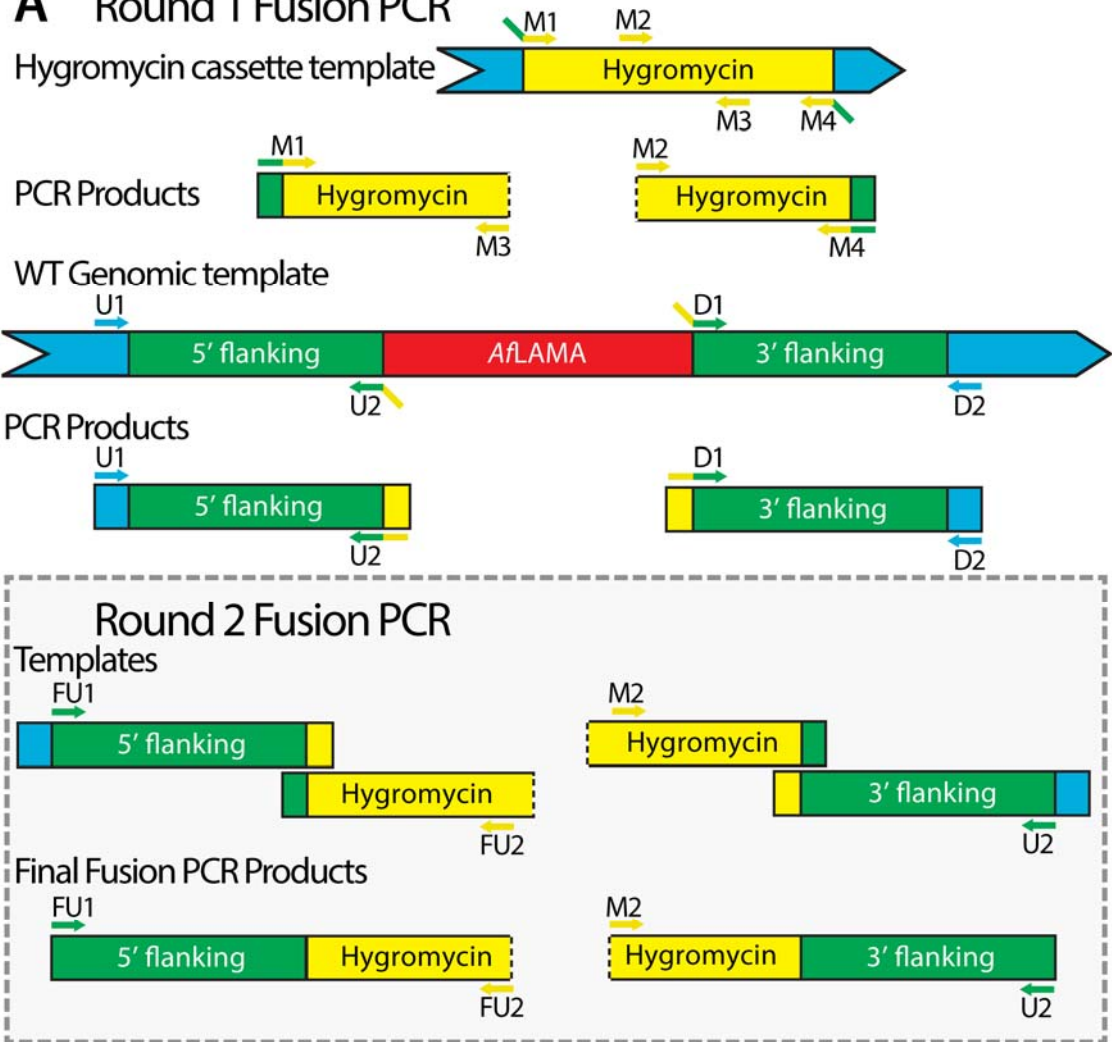 A Round 1 Fusion PCR
M1 M2
Hygromycin cassette template
Hygromycin
M3 M4
M1 M2
PCR Products
Hygromycin Hygromycin
M3 M4
WT Genomic template
U1 D1
5’ flanking AfLAMA 3’ flanking
U2 D2
PCR Products
U1 D1
5’ flanking 3’ flanking
U2 D2
Round 2 Fusion PCR
Templates
FU1 M2
5’ flanking Hygromycin
Hygromycin 3’ flanking
FU2 U2
Final Fusion PCR Products
FU1 M2
5’ flanking Hygromycin Hygromycin 3’ flanking
FU2 U2